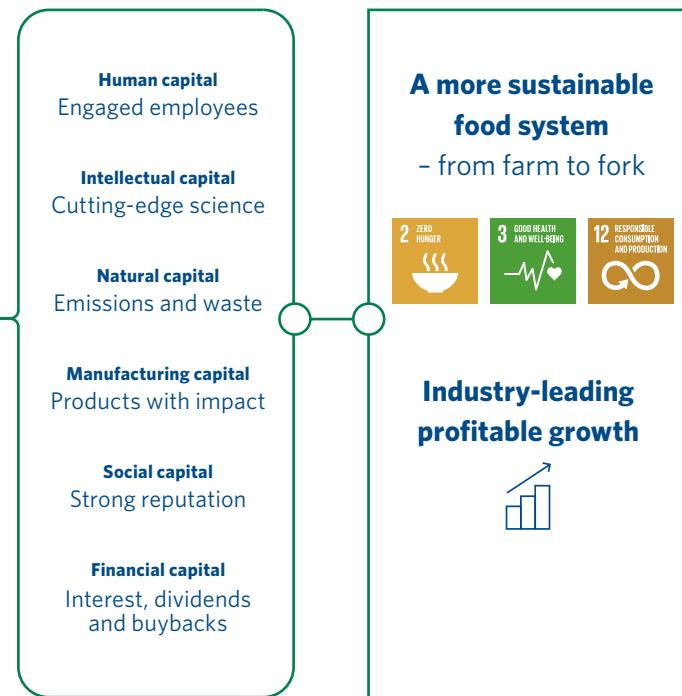 Human capital
Engaged employees
Intellectual capital
Cutting-edge science
Natural capital
Emissions and waste
Manufacturing capital
Products with impact
Social capital
Strong reputation
Financial capital
Interest, dividends
and buybacks
A more sustainable
food system
– from farm to fork
2 ZERO
HUNGER
3 GOOD HEALTH
AND WELL-BEING
12 RESPONSIBLE
CONSUMPTION
AND PRODUCTION
Industry-leading
profitable growth